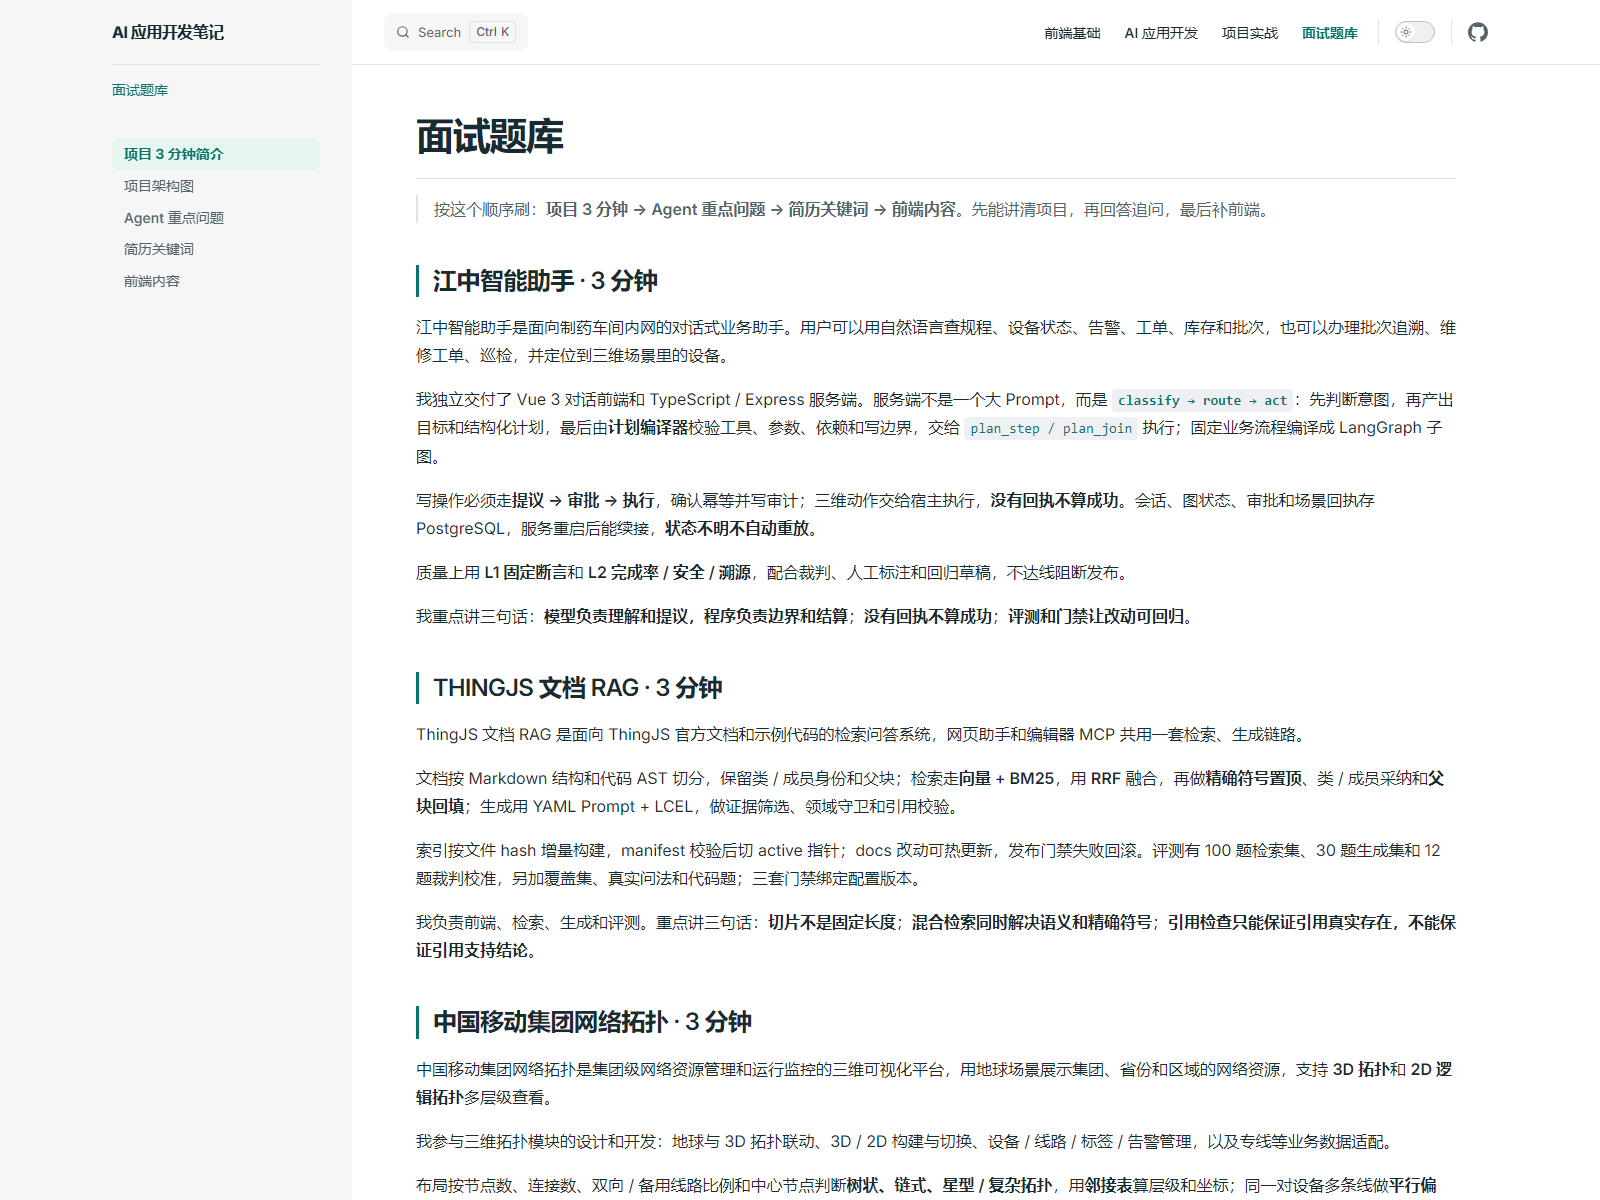 AI 应用开发笔记
Search Ctrl K
前端基础 AI 应用开发 项目实战 面试题库
面试题库
项目 3 分钟简介
项目架构图
Agent 重点问题
简历关键词
前端内容
面试题库
按这个顺序刷：项目 3 分钟 → Agent 重点问题 → 简历关键词 → 前端内容。先能讲清项目，再回答追问，最后补前端。
江中智能助手 · 3 分钟
江中智能助手是面向制药车间内网的对话式业务助手。用户可以用自然语言查规程、设备状态、告警、工单、库存和批次，也可以办理批次追溯、维
修工单、巡检，并定位到三维场景里的设备。
我独立交付了 Vue 3 对话前端和 TypeScript / Express 服务端。服务端不是一个大 Prompt，而是 classify → route → act：先判断意图，再产出
目标和结构化计划，最后由计划编译器校验工具、参数、依赖和写边界，交给 plan_step / plan_join 执行；固定业务流程编译成 LangGraph 子
图。
写操作必须走提议 → 审批 → 执行，确认幂等并写审计；三维动作交给宿主执行，没有回执不算成功。会话、图状态、审批和场景回执存
PostgreSQL，服务重启后能续接，状态不明不自动重放。
质量上用 L1 固定断言和 L2 完成率 / 安全 / 溯源，配合裁判、人工标注和回归草稿，不达线阻断发布。
我重点讲三句话：模型负责理解和提议，程序负责边界和结算；没有回执不算成功；评测和门禁让改动可回归。
THINGJS 文档 RAG · 3 分钟
ThingJS 文档 RAG 是面向 ThingJS 官方文档和示例代码的检索问答系统，网页助手和编辑器 MCP 共用一套检索、生成链路。
文档按 Markdown 结构和代码 AST 切分，保留类 / 成员身份和父块；检索走向量 + BM25，用 RRF 融合，再做精确符号置顶、类 / 成员采纳和父
块回填；生成用 YAML Prompt + LCEL，做证据筛选、领域守卫和引用校验。
索引按文件 hash 增量构建，manifest 校验后切 active 指针；docs 改动可热更新，发布门禁失败回滚。评测有 100 题检索集、30 题生成集和 12
题裁判校准，另加覆盖集、真实问法和代码题；三套门禁绑定配置版本。
我负责前端、检索、生成和评测。重点讲三句话：切片不是固定长度；混合检索同时解决语义和精确符号；引用检查只能保证引用真实存在，不能保
证引用支持结论。
中国移动集团网络拓扑 · 3 分钟
中国移动集团网络拓扑是集团级网络资源管理和运行监控的三维可视化平台，用地球场景展示集团、省份和区域的网络资源，支持 3D 拓扑和 2D 逻
辑拓扑多层级查看。
我参与三维拓扑模块的设计和开发：地球与 3D 拓扑联动、3D / 2D 构建与切换、设备 / 线路 / 标签 / 告警管理，以及专线等业务数据适配。
布局按节点数、连接数、双向 / 备用线路比例和中心节点判断树状、链式、星型 / 复杂拓扑，用邻接表算层级和坐标；同一对设备多条线做平行偏